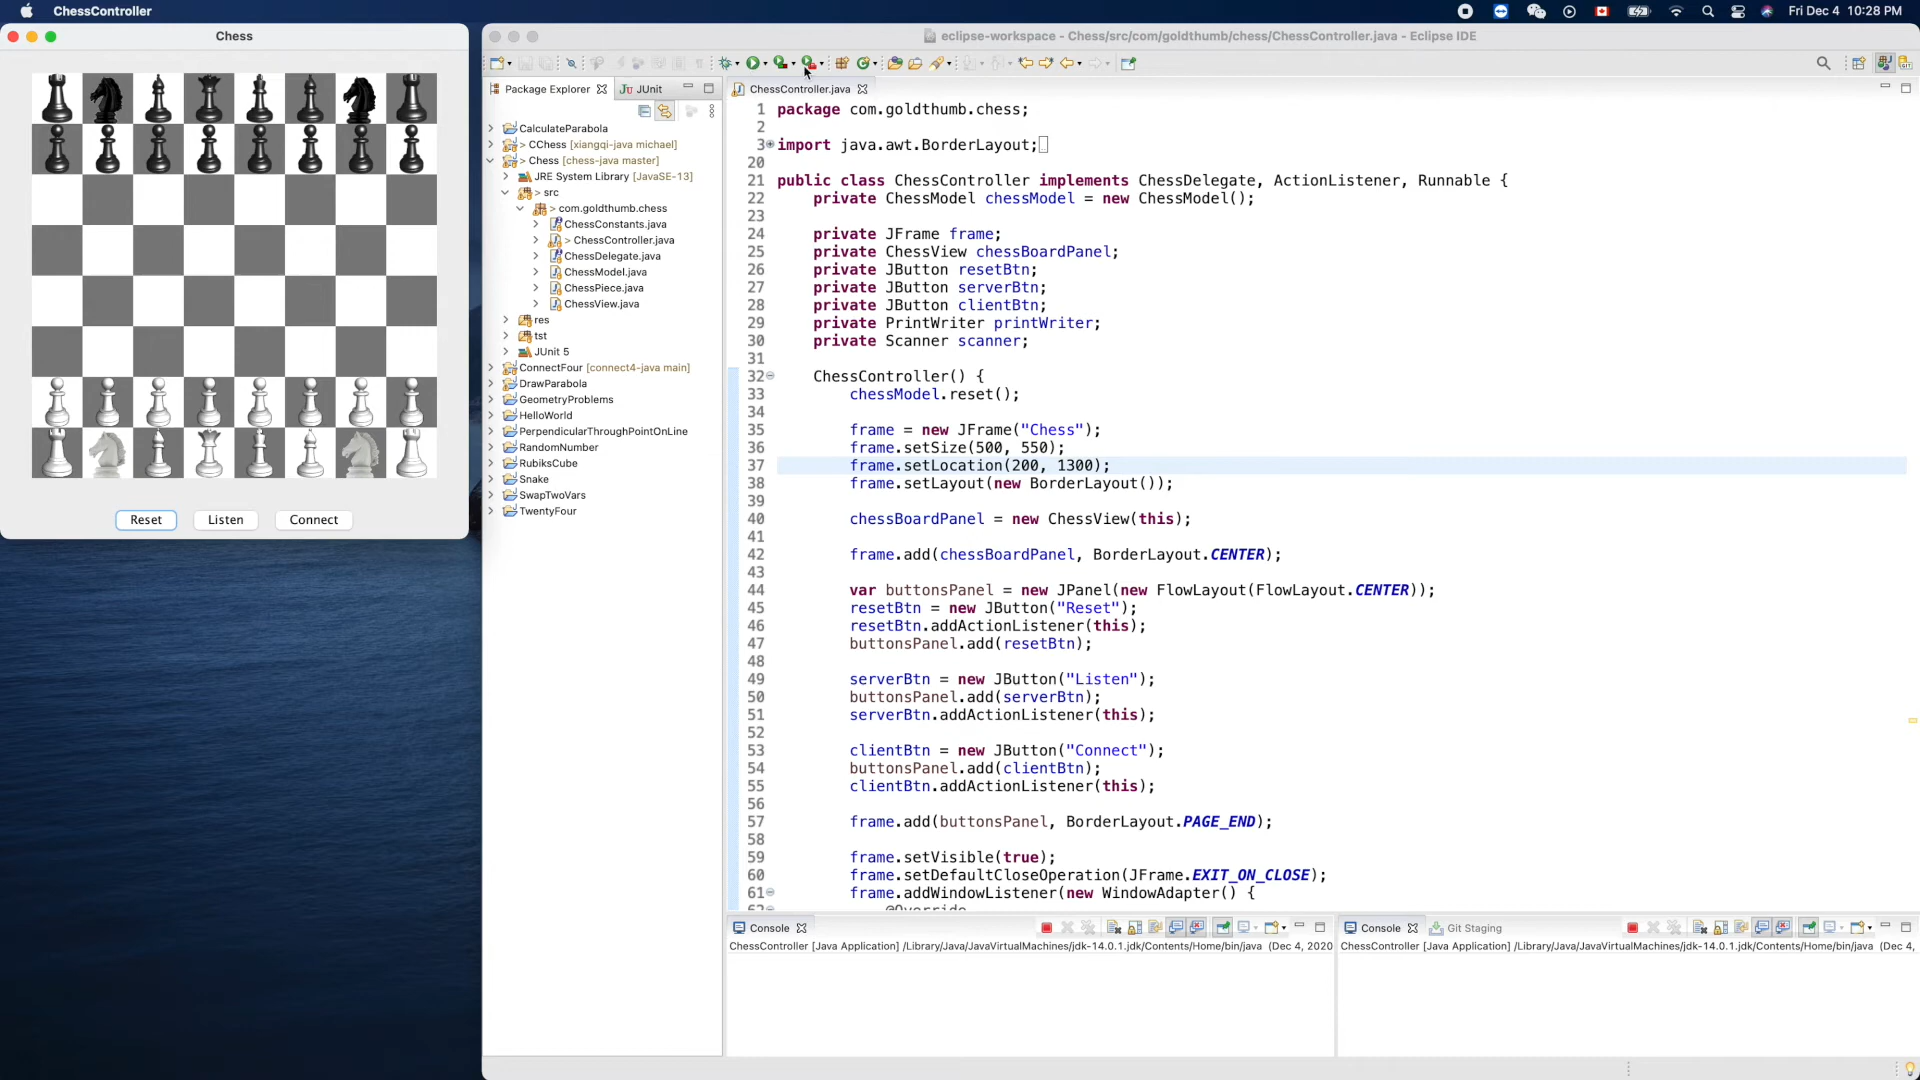 ChessController
Fri Dec 4 10:28 PM
Chess
Reset
Listen
Connect
eclipse-workspace - Chess/src/com/goldthumb/chess/ChessController.java - Eclipse IDE
Package Explorer
JUnit
CalculateParabola
> CChess [xiangqi-java michael]
> Chess [chess-java master]
JRE System Library [JavaSE-13]
> src
> com.goldthumb.chess
ChessConstants.java
> ChessController.java
ChessDelegate.java
ChessModel.java
ChessPiece.java
ChessView.java
res
tst
JUnit 5
ConnectFour [connect4-java main]
DrawParabola
GeometryProblems
HelloWorld
PerpendicularThroughPointOnLine
RandomNumber
RubiksCube
Snake
SwapTwoVars
TwentyFour
ChessController.java
1 package com.goldthumb.chess;
2
3 import java.awt.BorderLayout;
20
21 public class ChessController implements ChessDelegate, ActionListener, Runnable {
22 private ChessModel chessModel = new ChessModel();
23
24 private JFrame frame;
25 private ChessView chessBoardPanel;
26 private JButton resetBtn;
27 private JButton serverBtn;
28 private JButton clientBtn;
29 private PrintWriter printWriter;
30 private Scanner scanner;
31
32 ChessController() {
33 chessModel.reset();
34
35 frame = new JFrame("Chess");
36 frame.setSize(500, 550);
37 frame.setLocation(200, 1300);
38 frame.setLayout(new BorderLayout());
39
40 chessBoardPanel = new ChessView(this);
41
42 frame.add(chessBoardPanel, BorderLayout.CENTER);
43
44 var buttonsPanel = new JPanel(new FlowLayout(FlowLayout.CENTER));
45 resetBtn = new JButton("Reset");
46 resetBtn.addActionListener(this);
47 buttonsPanel.add(resetBtn);
48
49 serverBtn = new JButton("Listen");
50 buttonsPanel.add(serverBtn);
51 serverBtn.addActionListener(this);
52
53 clientBtn = new JButton("Connect");
54 buttonsPanel.add(clientBtn);
55 clientBtn.addActionListener(this);
56
57 frame.add(buttonsPanel, BorderLayout.PAGE_END);
58
59 frame.setVisible(true);
60 frame.setDefaultCloseOperation(JFrame.EXIT_ON_CLOSE);
61 frame.addWindowListener(new WindowAdapter() {
62 @Override
Console
ChessController [Java Application] /Library/Java/JavaVirtualMachines/jdk-14.0.1.jdk/Contents/Home/bin/java (Dec 4, 2020
Console
Git Staging
ChessController [Java Application] /Library/Java/JavaVirtualMachines/jdk-14.0.1.jdk/Contents/Home/bin/java (Dec 4,